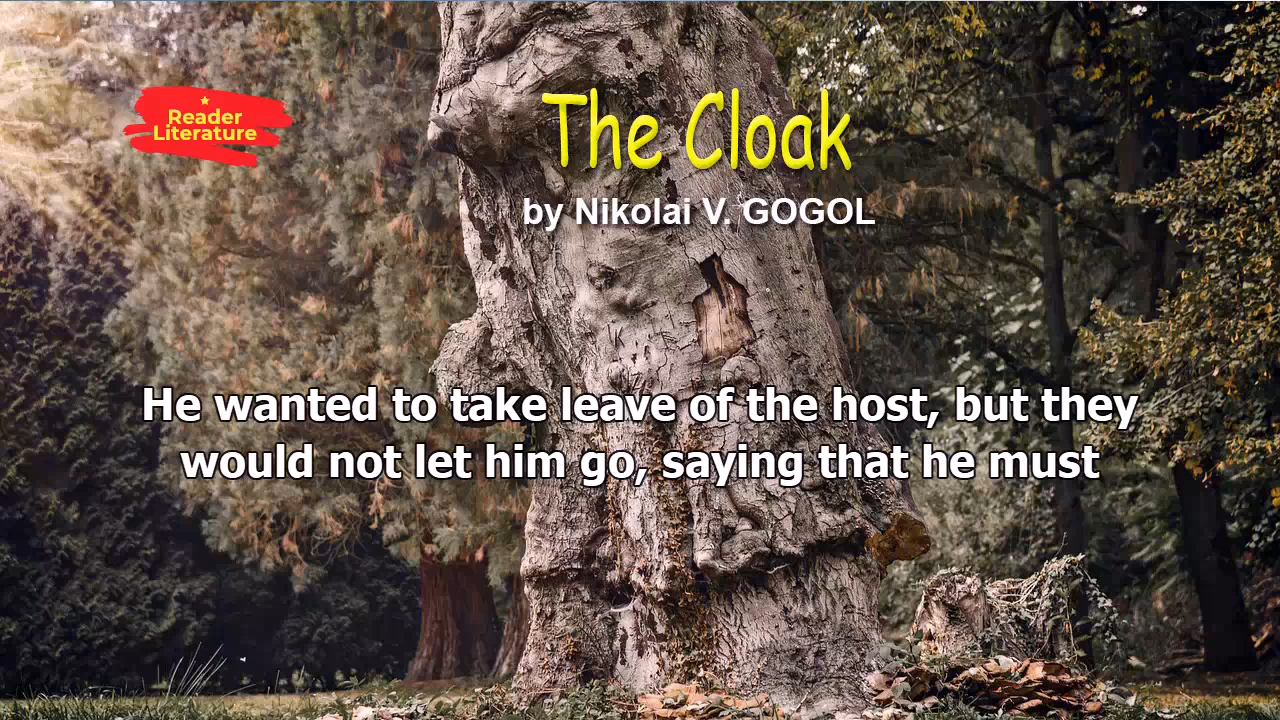 Reader
Literature
The Cloak
by Nikolai V. GOGOL
He wanted to take leave of the host, but they
would not let him go, saying that he must